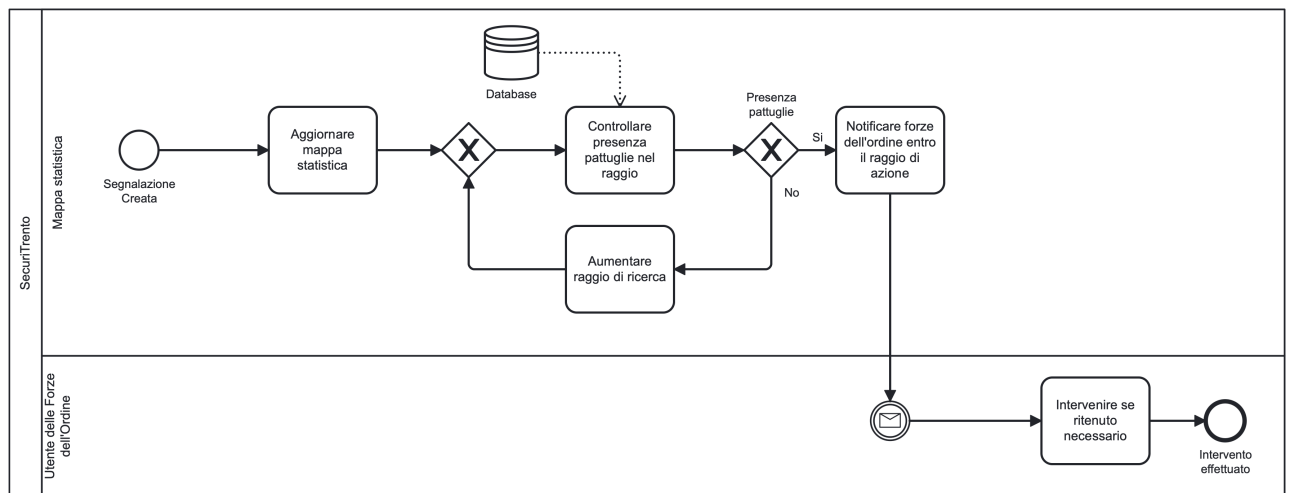 SecuriTrento
Mappa statistica
Segnalazione
Creata
Aggiornare
mappa
statistica
Database
Controllare
presenza
pattuglie nel
raggio
Presenza
pattuglie
Si
No
Notificare forze
dell'ordine entro
il raggio di
azione
Aumentare
raggio di ricerca
Utente delle Forze
dell'Ordine
Intervenire se
ritenuto
necessario
Intervento
effettuato